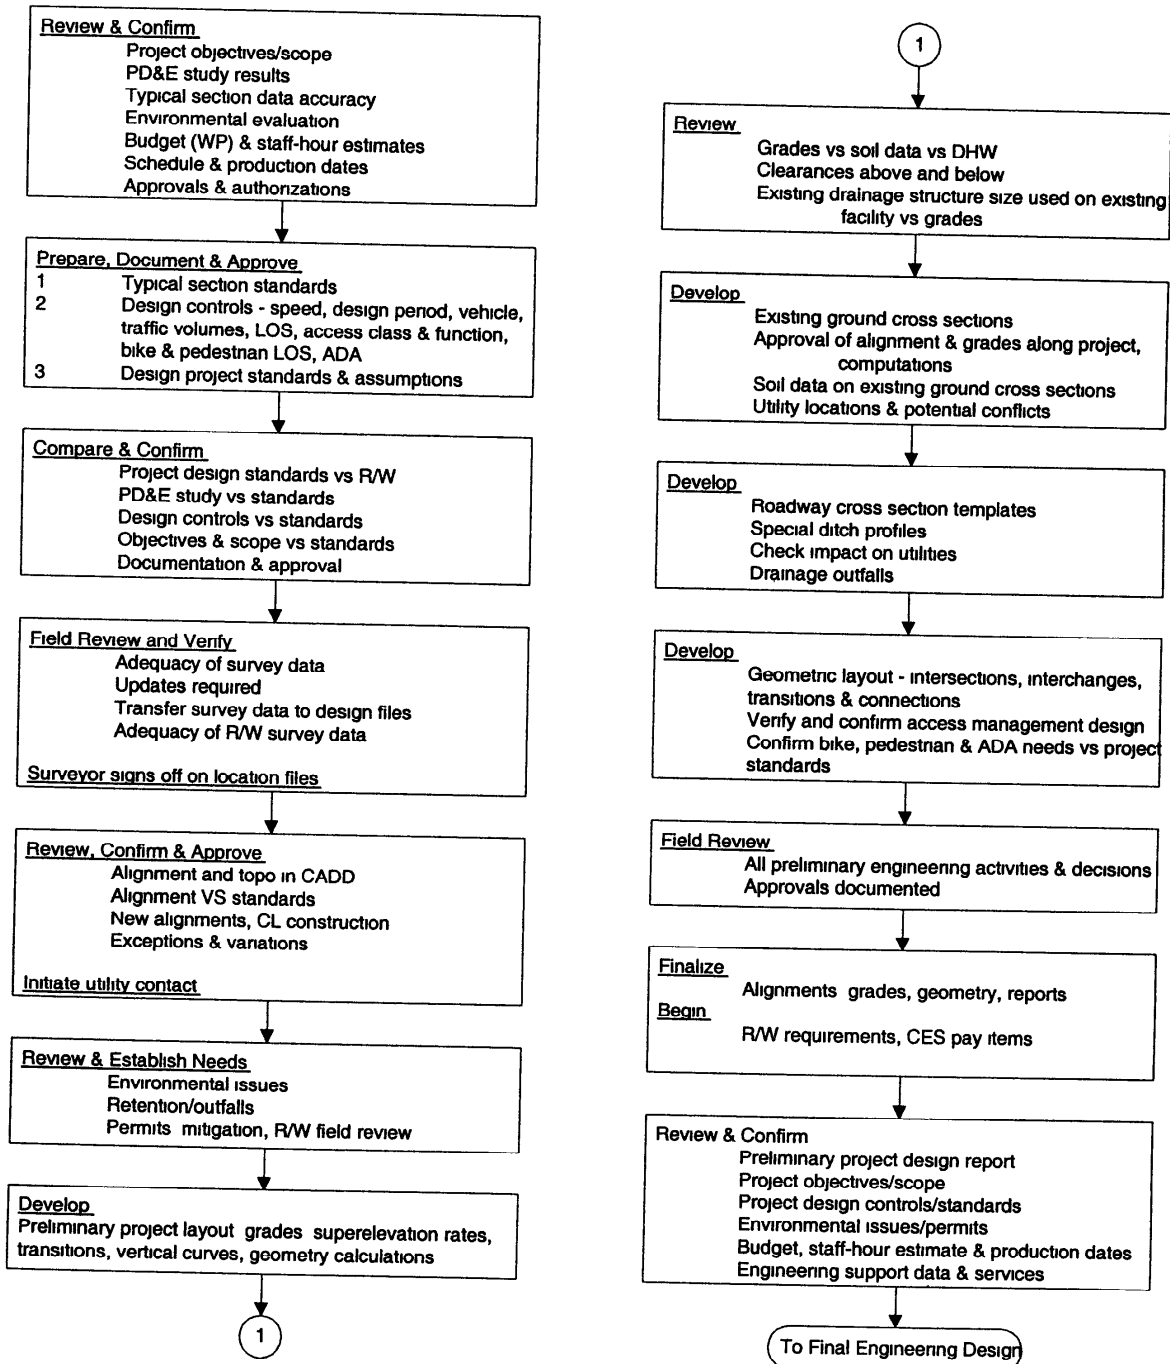 Review & Confirm
Project objectives/scope
PD&E study results
Typical section data accuracy
Environmental evaluation
Budget (WP) & staff-hour estimates
Schedule & production dates
Approvals & authorizations
Prepare, Document & Approve
1 Typical section standards
2 Design controls - speed, design period, vehicle,
traffic volumes, LOS, access class & function,
bike & pedestrian LOS, ADA
3 Design project standards & assumptions
Compare & Confirm
Project design standards vs R/W
PD&E study vs standards
Design controls vs standards
Objectives & scope vs standards
Documentation & approval
Field Review and Verify
Adequacy of survey data
Updates required
Transfer survey data to design files
Adequacy of R/W survey data
Surveyor signs off on location files
Review, Confirm & Approve
Alignment and topo in CADD
Alignment VS standards
New alignments, CL construction
Exceptions & variations
Initiate utility contact
Review & Establish Needs
Environmental issues
Retention/outfalls
Permits mitigation, R/W field review
Develop
Preliminary project layout grades superelevation rates,
transitions, vertical curves, geometry calculations
1
1
Review
Grades vs soil data vs DHW
Clearances above and below
Existing drainage structure size used on existing
facility vs grades
Develop
Existing ground cross sections
Approval of alignment & grades along project,
computations
Soil data on existing ground cross sections
Utility locations & potential conflicts
Develop
Roadway cross section templates
Special ditch profiles
Check impact on utilities
Drainage outfalls
Develop
Geometric layout - intersections, interchanges,
transitions & connections
Verify and confirm access management design
Confirm bike, pedestrian & ADA needs vs project
standards
Field Review
All preliminary engineering activities & decisions
Approvals documented
Finalize
Alignments grades, geometry, reports
Begin
R/W requirements, CES pay items
Review & Confirm
Preliminary project design report
Project objectives/scope
Project design controls/standards
Environmental issues/permits
Budget, staff-hour estimate & production dates
Engineering support data & services
To Final Engineering Design